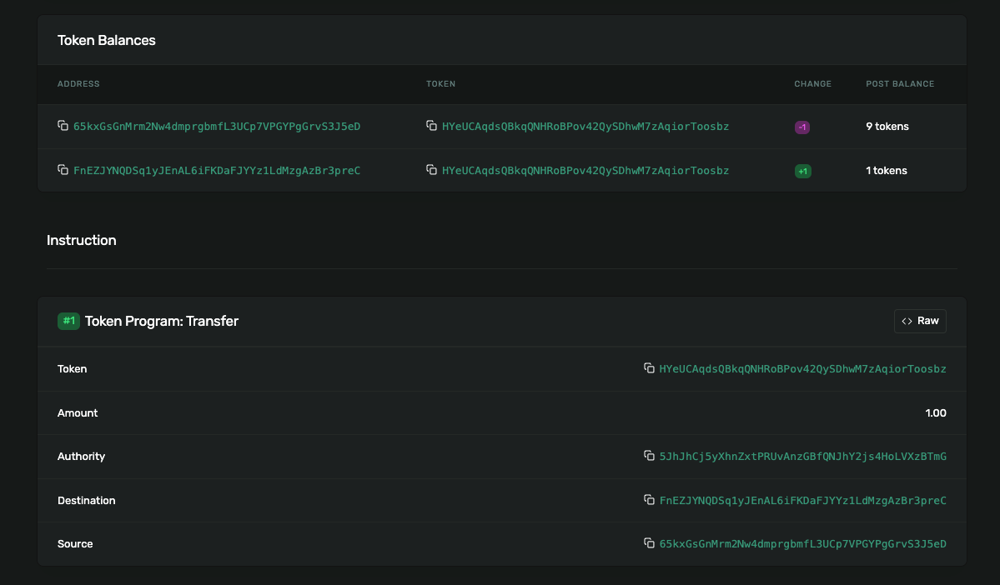 Token Balances
ADDRESS TOKEN CHANGE POST BALANCE
65kxGsGnMrm2Nw4dmprgbmfL3UCp7VPGYPgGrvS3J5eD HYeUCAqdsQBkqQNHRoBPov42QySDhwM7zAqiorToosbz -1 9 tokens
FnEZJYNQDSq1yJEnAL6iFKDaFJYYz1LdMzgAzBr3preC HYeUCAqdsQBkqQNHRoBPov42QySDhwM7zAqiorToosbz +1 1 tokens
Instruction
#1 Token Program: Transfer <> Raw
Token HYeUCAqdsQBkqQNHRoBPov42QySDhwM7zAqiorToosbz
Amount 1.00
Authority 5JhJhCj5yXhnZxtPRUvAnzGBfQNJhY2js4HoLVXzBTmG
Destination FnEZJYNQDSq1yJEnAL6iFKDaFJYYz1LdMzgAzBr3preC
Source 65kxGsGnMrm2Nw4dmprgbmfL3UCp7VPGYPgGrvS3J5eD